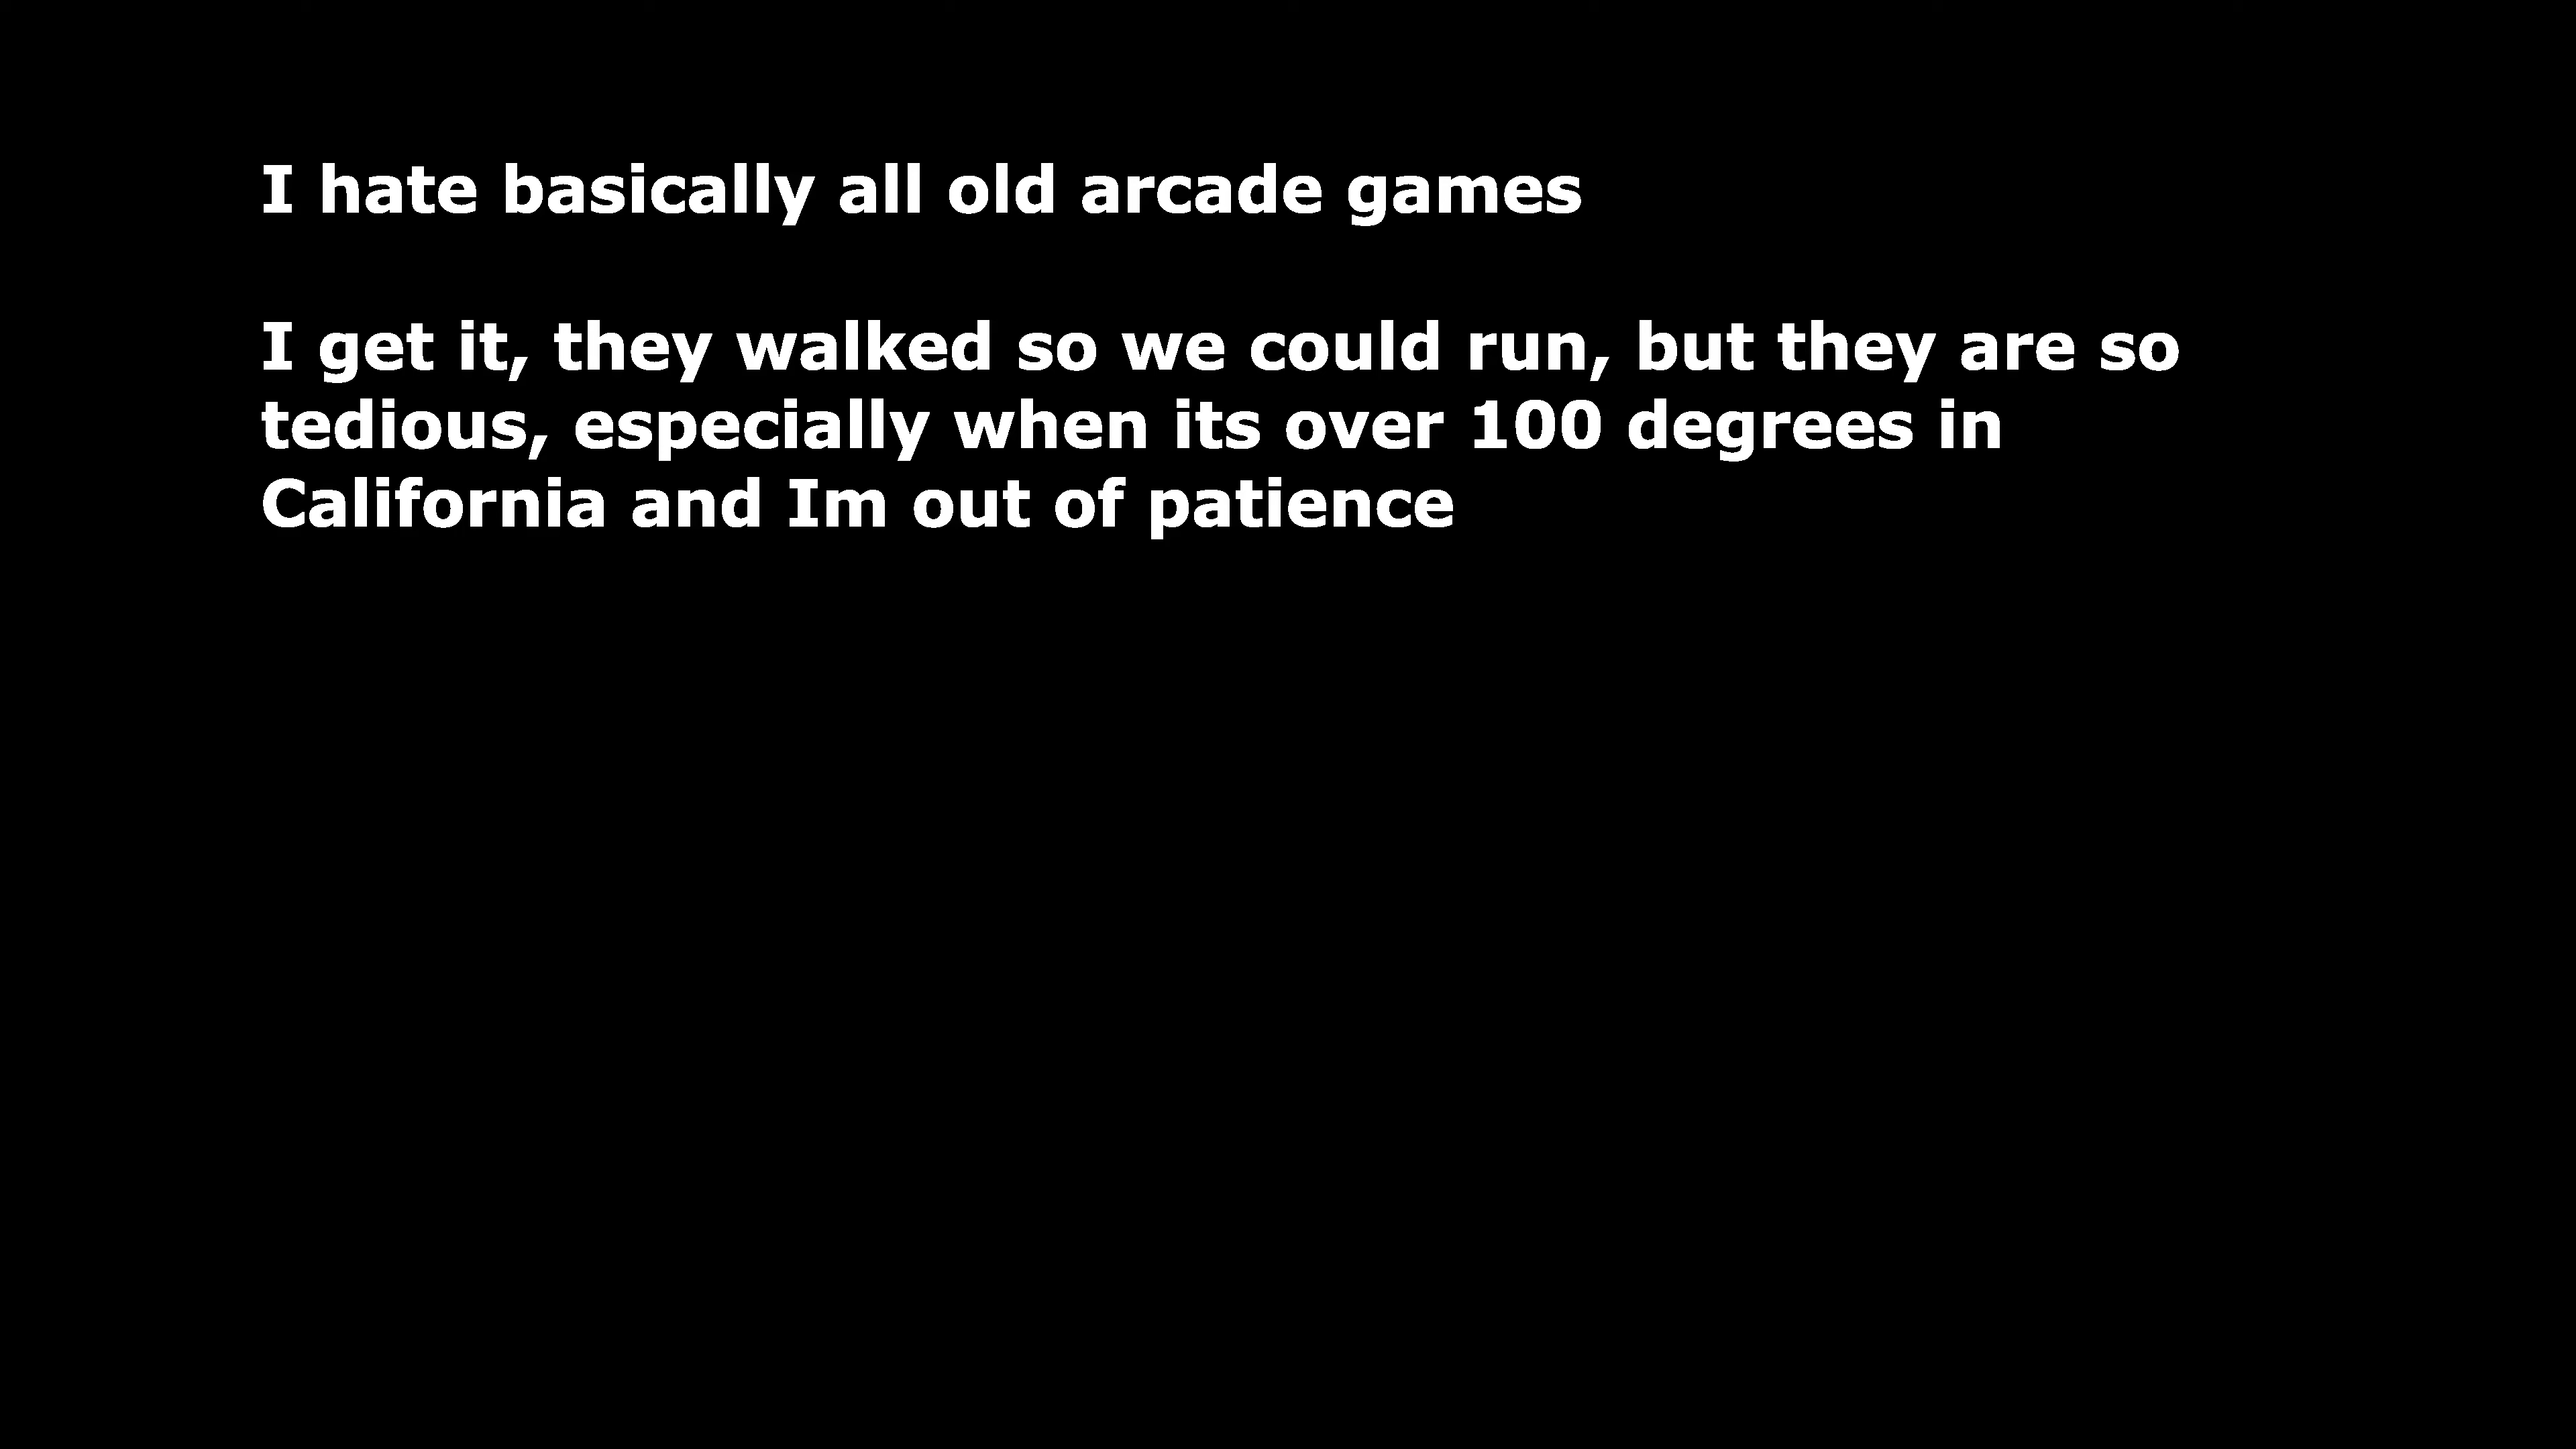 I hate basically all old arcade games
I get it, they walked so we could run, but they are so
tedious, especially when its over 100 degrees in
California and Im out of patience